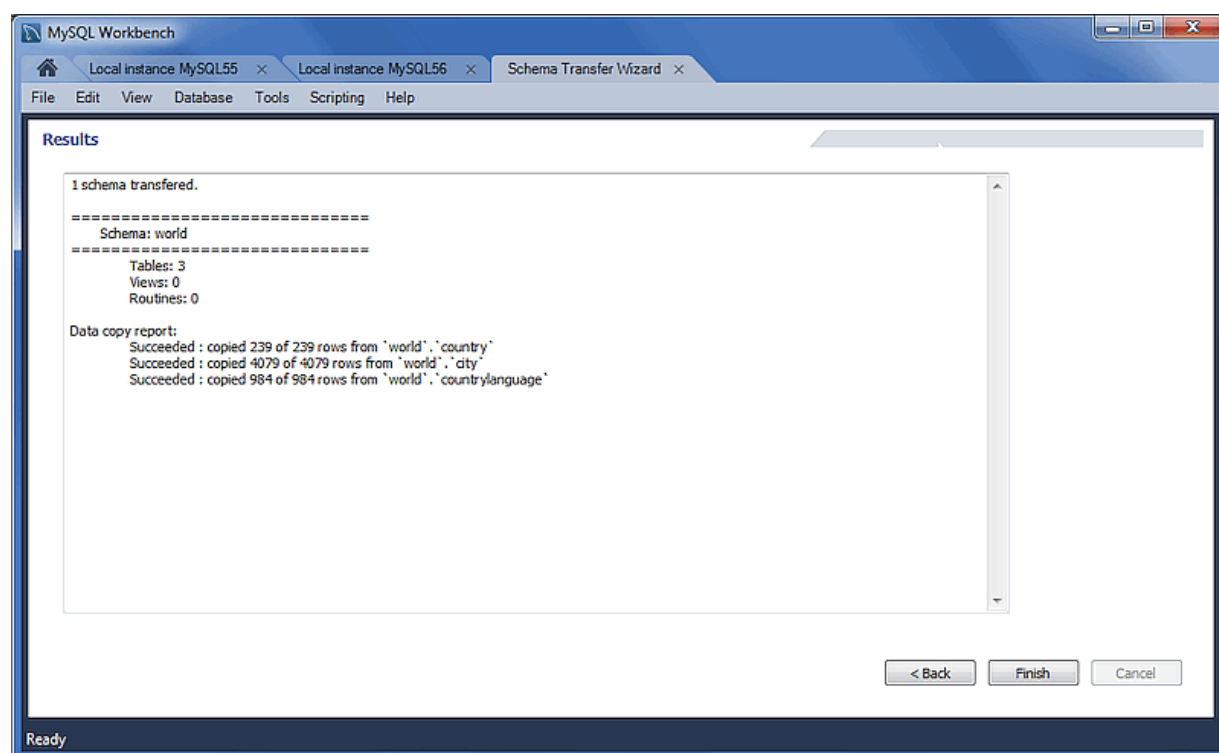 MySQL Workbench
Local instance MySQL55 Local instance MySQL56 Schema Transfer Wizard
File Edit View Database Tools Scripting Help
Results
1 schema transfered.
==============================
Schema: world
==============================
Tables: 3
Views: 0
Routines: 0
Data copy report:
Succeeded : copied 239 of 239 rows from `world`.`country`
Succeeded : copied 4079 of 4079 rows from `world`.`city`
Succeeded : copied 984 of 984 rows from `world`.`countrylanguage`
< Back Finish Cancel
Ready